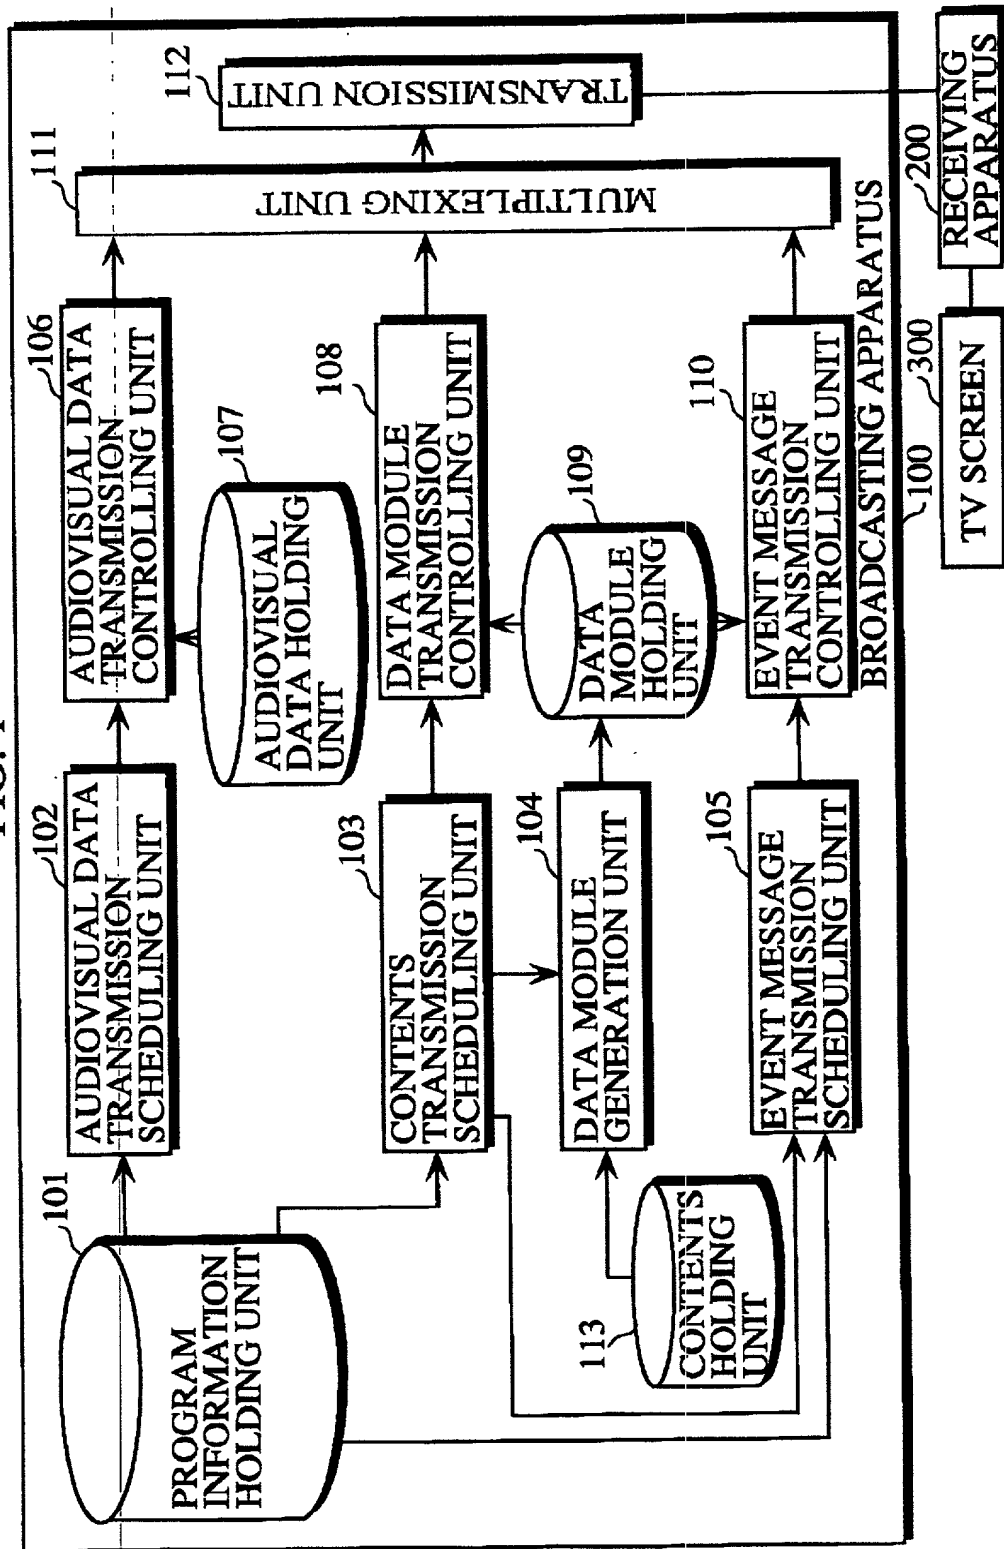 101
PROGRAM
INFORMATION
HOLDING UNIT
102
AUDIOVISUAL DATA
TRANSMISSION
SCHEDULING UNIT
106
AUDIOVISUAL DATA
TRANSMISSION
CONTROLLING UNIT
107
AUDIOVISUAL
DATA HOLDING
UNIT
103
CONTENTS
TRANSMISSION
SCHEDULING UNIT
108
DATA MODULE
TRANSMISSION
CONTROLLING UNIT
104
DATA MODULE
GENERATION UNIT
109
DATA
MODULE
HOLDING
UNIT
113
CONTENTS
HOLDING
UNIT
105
EVENT MESSAGE
TRANSMISSION
SCHEDULING UNIT
110
EVENT MESSAGE
TRANSMISSION
CONTROLLING UNIT
111
MULTIPLEXING UNIT
112
TRANSMISSION UNIT
BROADCASTING APPARATUS
100
300
TV SCREEN
200
RECEIVING
APPARATUS